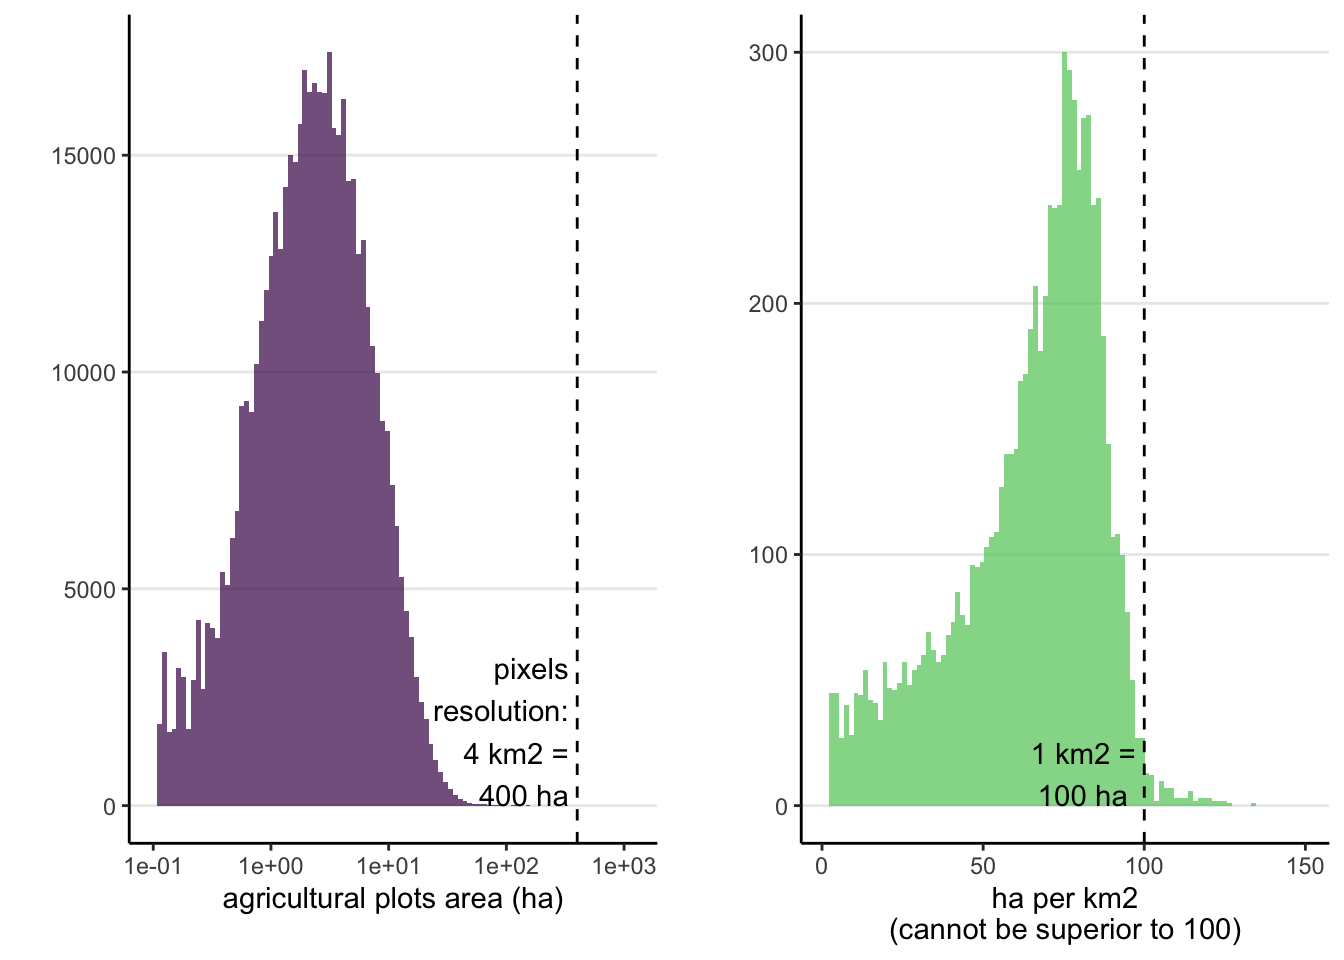 15000
10000
5000
0
pixels
resolution:
4 km2 =
400 ha
1e-01 1e+00 1e+01 1e+02 1e+03
agricultural plots area (ha)
300
200
100
0
1 km2 =
100 ha
0 50 100 150
ha per km2
(cannot be superior to 100)